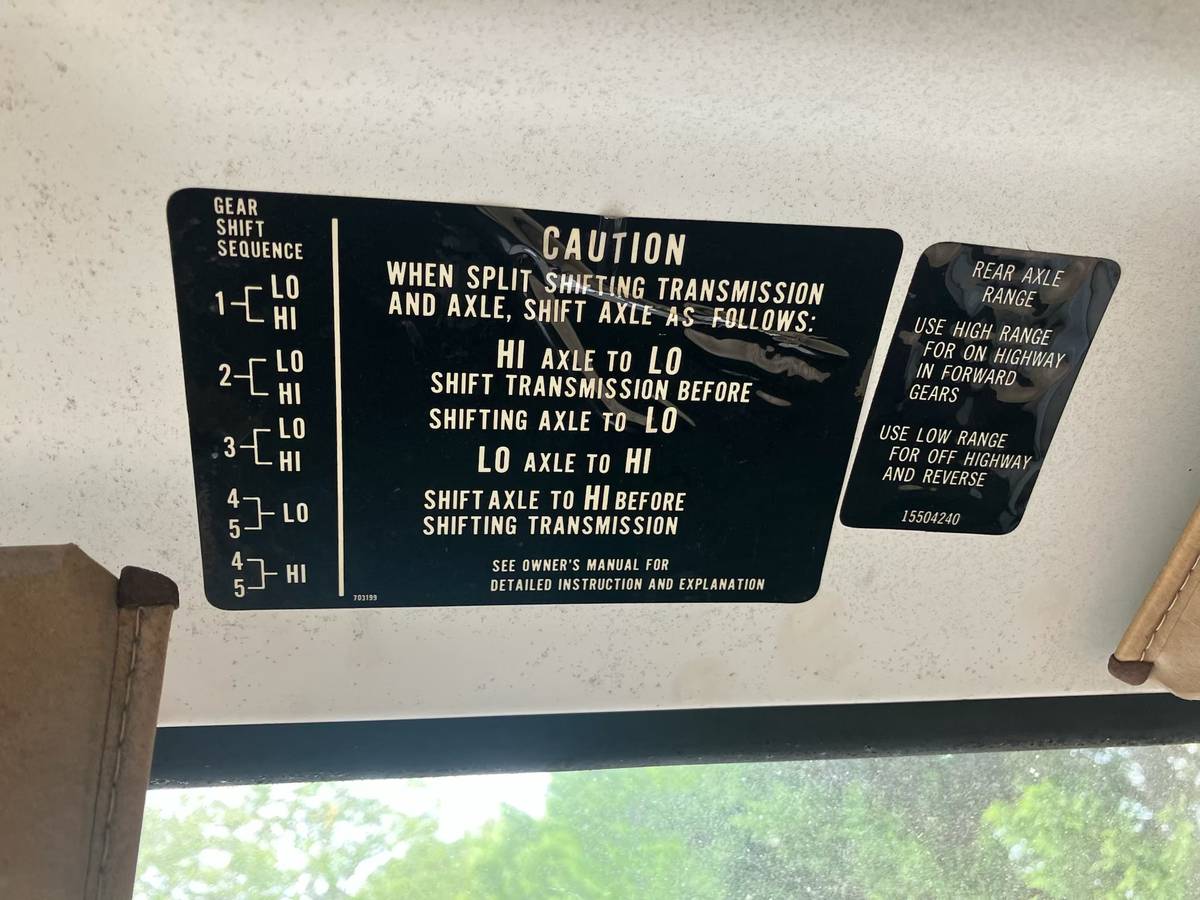 GEAR
SHIFT
SEQUENCE
1 LO
HI
2 LO
HI
3 LO
HI
4
5 LO
4
5 HI
CAUTION
WHEN SPLIT SHIFTING TRANSMISSION
AND AXLE, SHIFT AXLE AS FOLLOWS:
HI AXLE TO LO
SHIFT TRANSMISSION BEFORE
SHIFTING AXLE TO LO
LO AXLE TO HI
SHIFT AXLE TO HI BEFORE
SHIFTING TRANSMISSION
SEE OWNER'S MANUAL FOR
DETAILED INSTRUCTION AND EXPLANATION
703199
REAR AXLE
RANGE
USE HIGH RANGE
FOR ON HIGHWAY
IN FORWARD
GEARS
USE LOW RANGE
FOR OFF HIGHWAY
AND REVERSE
15504240